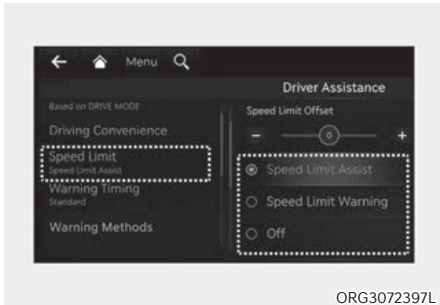 Menu
Driver Assistance
Based on DRIVE MODE
Driving Convenience
Speed Limit
Speed Limit Assist
Warning Timing
Standard
Warning Methods
Speed Limit Offset
- 0 +
Speed Limit Assist
Speed Limit Warning
Off
ORG3072397L